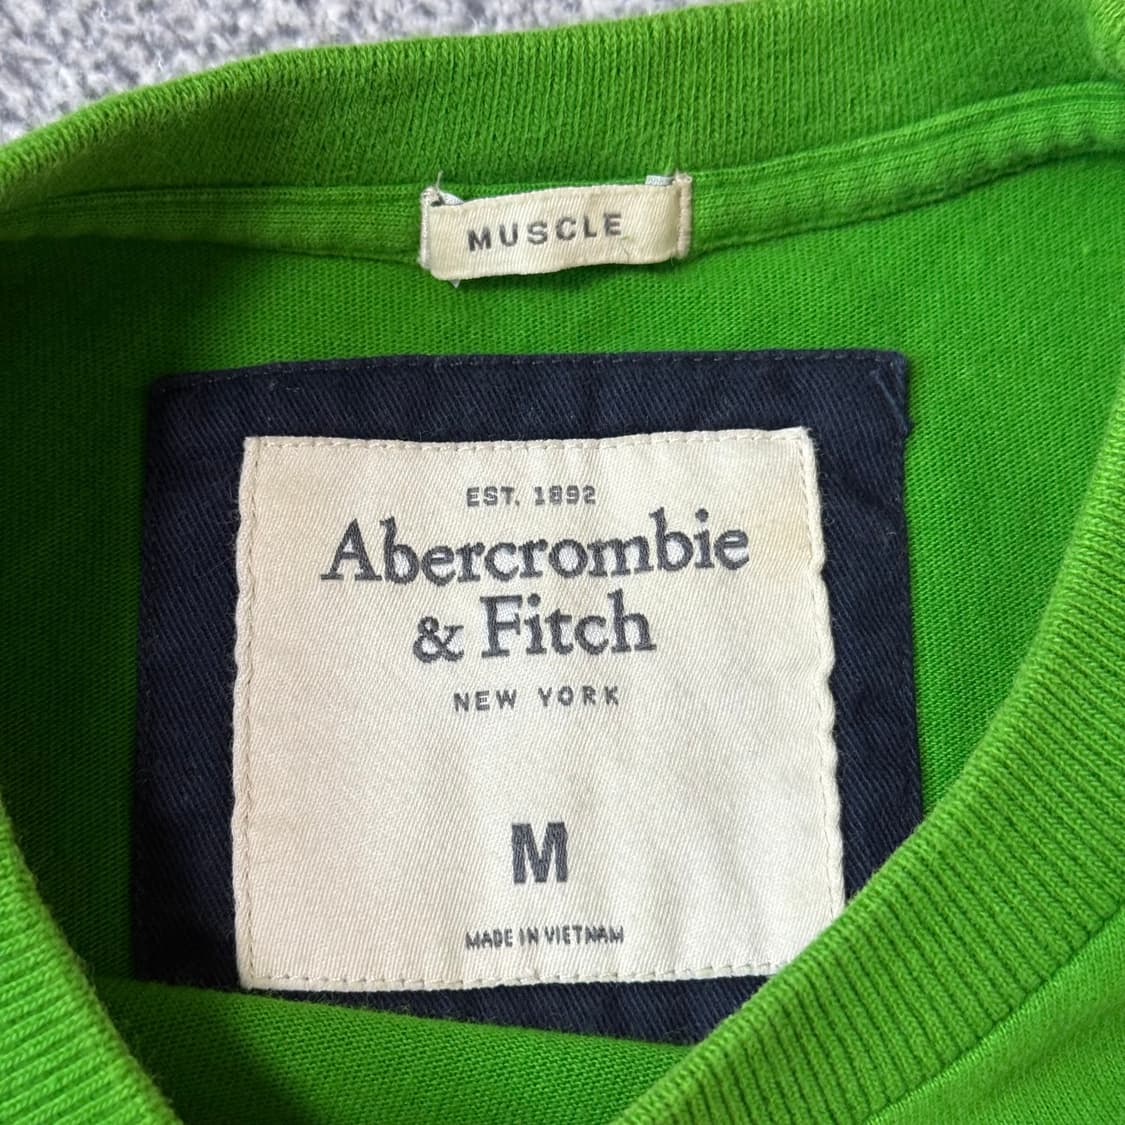 MUSCLE
EST. 1892
Abercrombie
& Fitch
NEW YORK
M
MADE IN VIETNAM